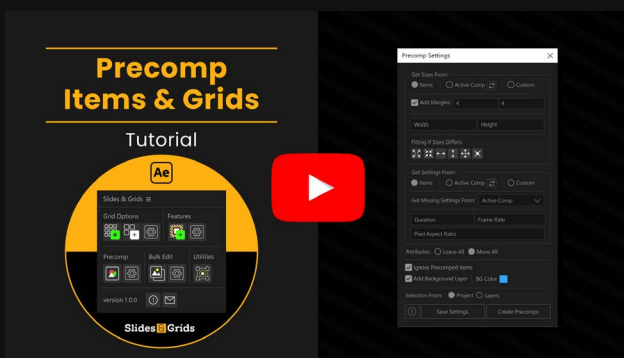 Precomp
Items & Grids
Tutorial
Ae
Slides & Grids
Grid Options
Features
Precomp
Bulk Edit
Utilities
version 1.0.0
Slides Grids
Precomp Settings
Get Sizes From:
Items
Active Comp
Custom
Add Margins:
4
4
Width
Height
Fitting If Sizes Differs:
Get Settings From:
Items
Active Comp
Custom
Get Missing Settings From:
Active Comp
Duration
Frame Rate
Pixel Aspect Ratio
Attributes:
Leave All
Move All
Ignore Precomped Items
Add Background Layer
BG Color
Selection From:
Project
Layers
Save Settings
Create Precomps